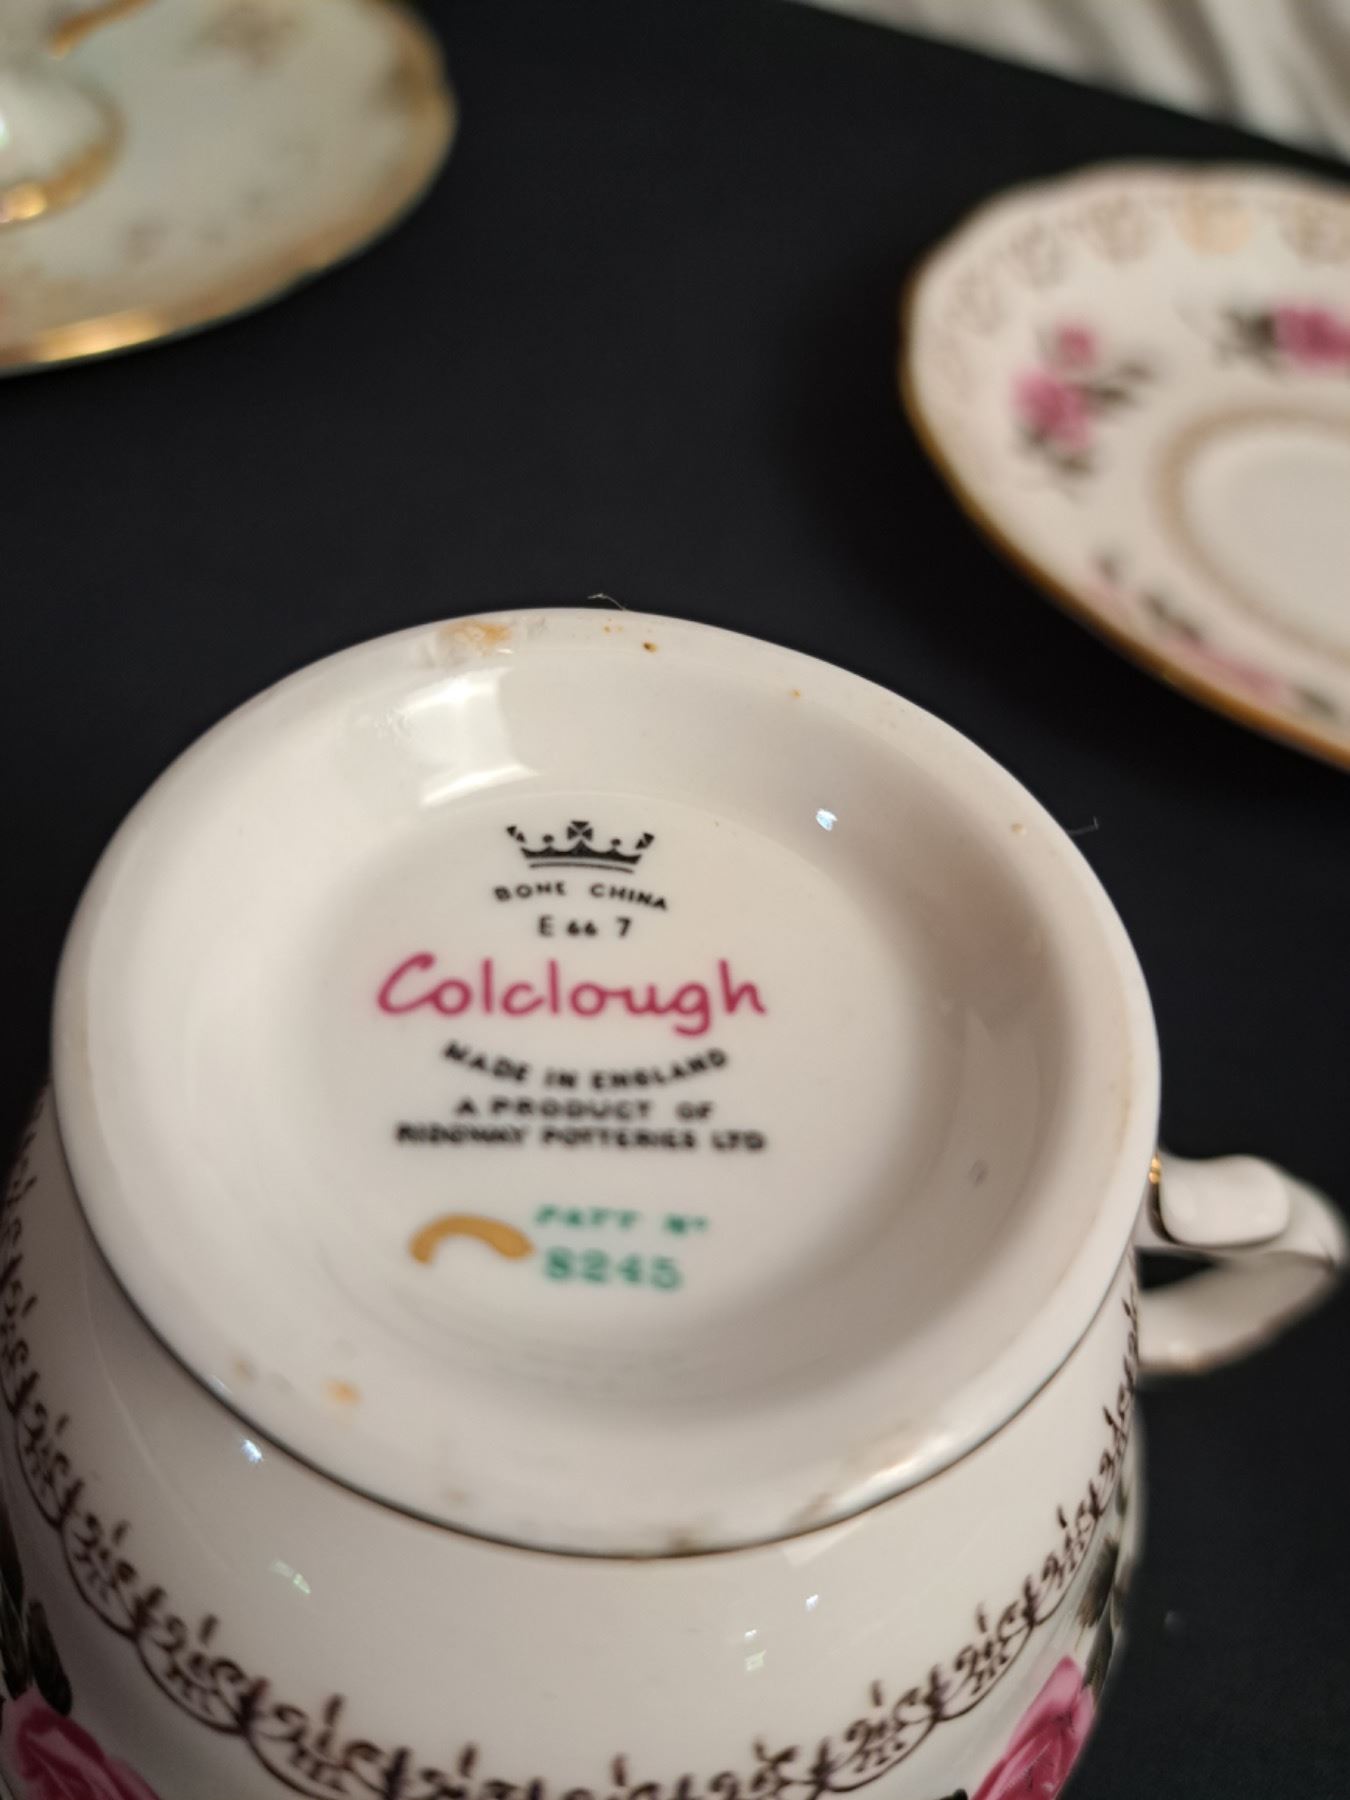 BONE CHINA
E 66 7
Colclough
MADE IN ENGLAND
A PRODUCT OF
RIDGWAY POTTERIES LTD
PATT Nº
8245